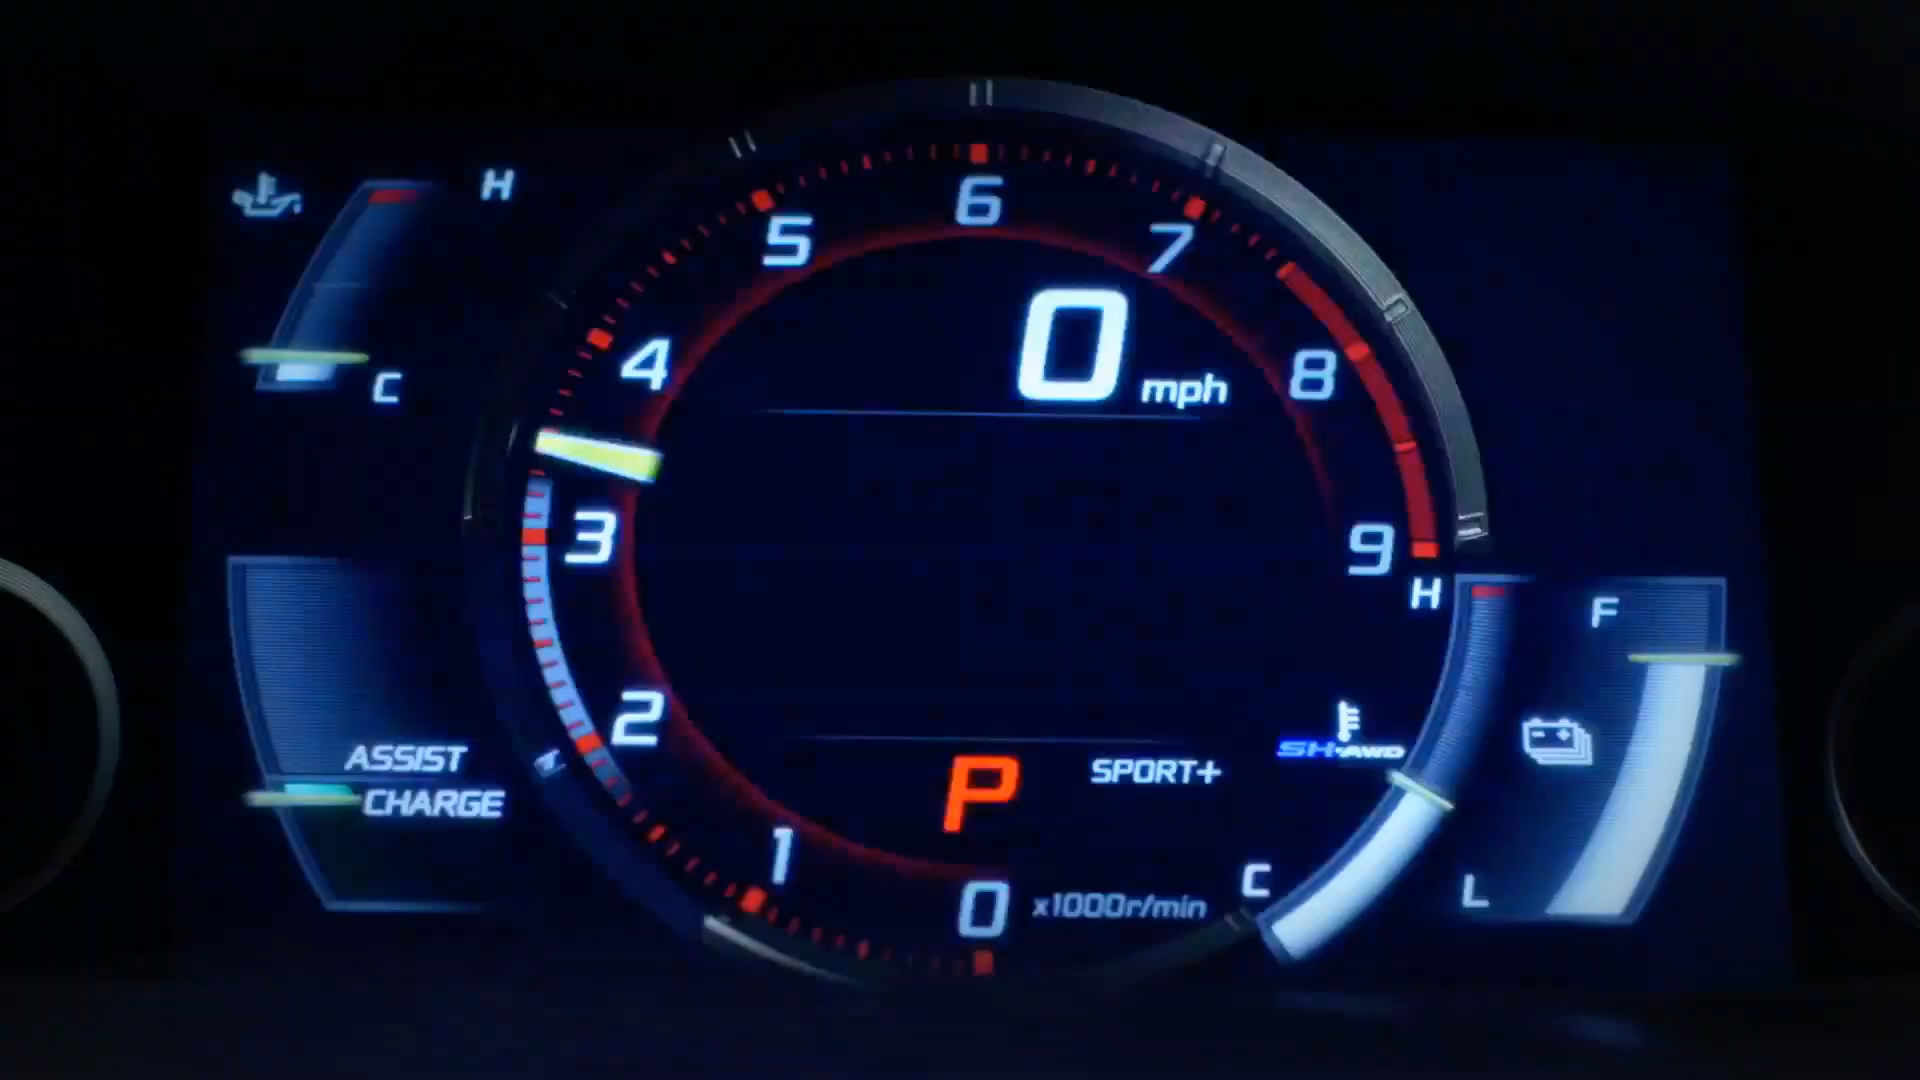 H
C
5
6
7
4
0 mph
8
3
9
H
F
2
ASSIST
CHARGE
P
SPORT+
SH-AWD
1
0
x1000r/min
C
L